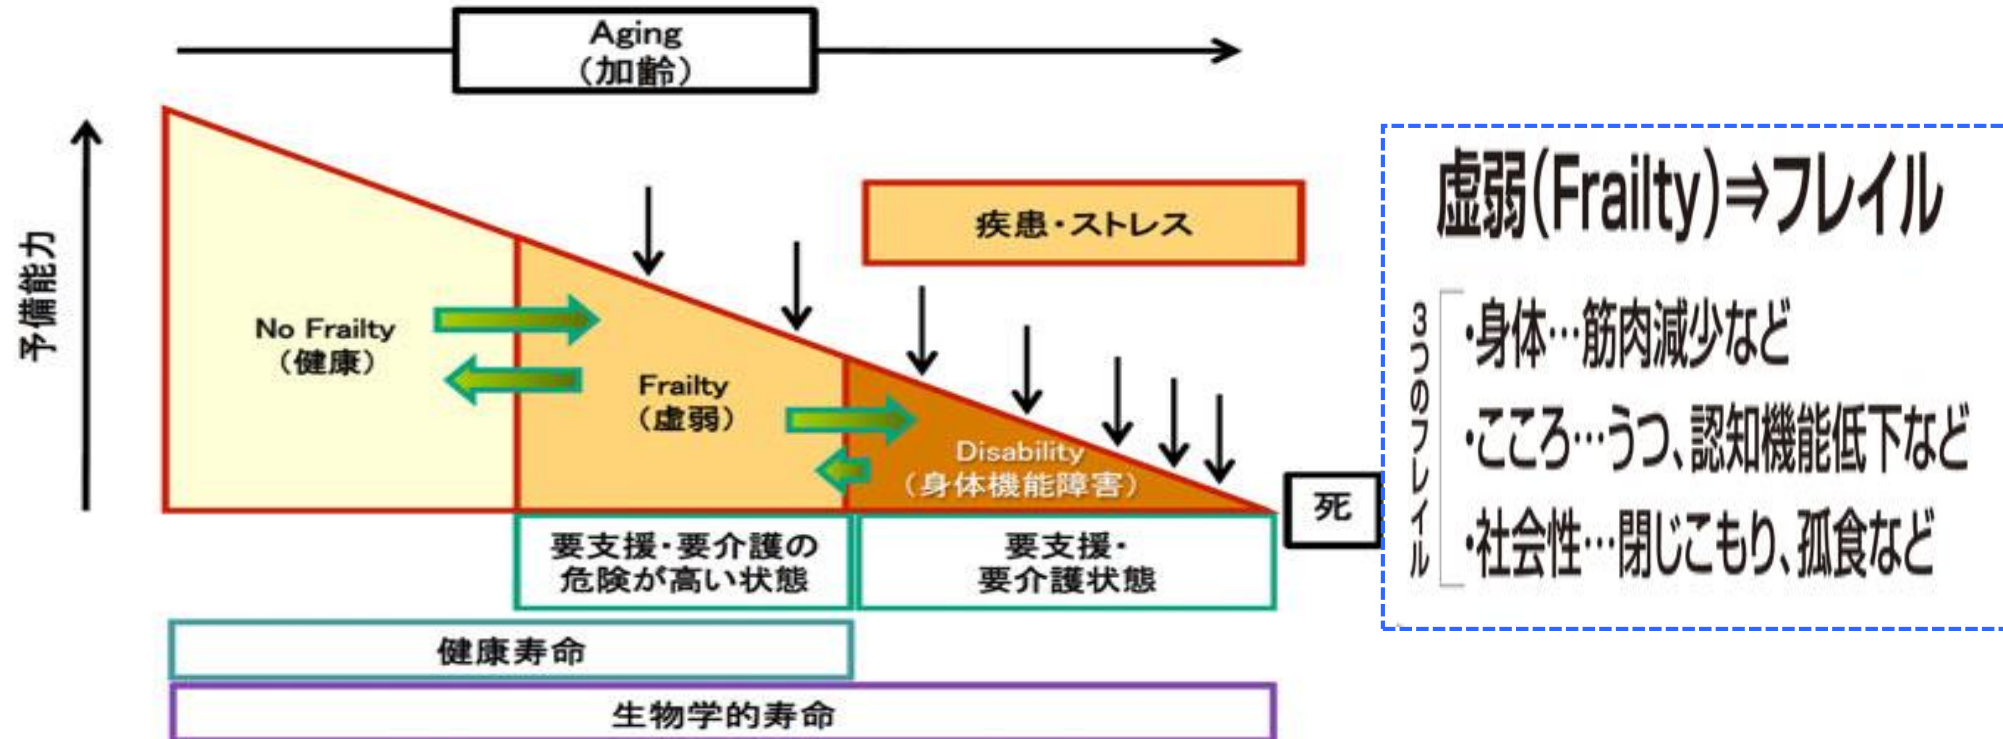 Aging
（加齢）
予備能力
疾患・ストレス
No Frailty
（健康）
Frailty
（虚弱）
Disability
（身体機能障害）
死
要支援・要介護の
危険が高い状態
要支援・
要介護状態
健康寿命
生物学的寿命
虚弱(Frailty)⇒フレイル
3つのフレイル
・身体…筋肉減少など
・こころ…うつ、認知機能低下など
・社会性…閉じこもり、孤食など